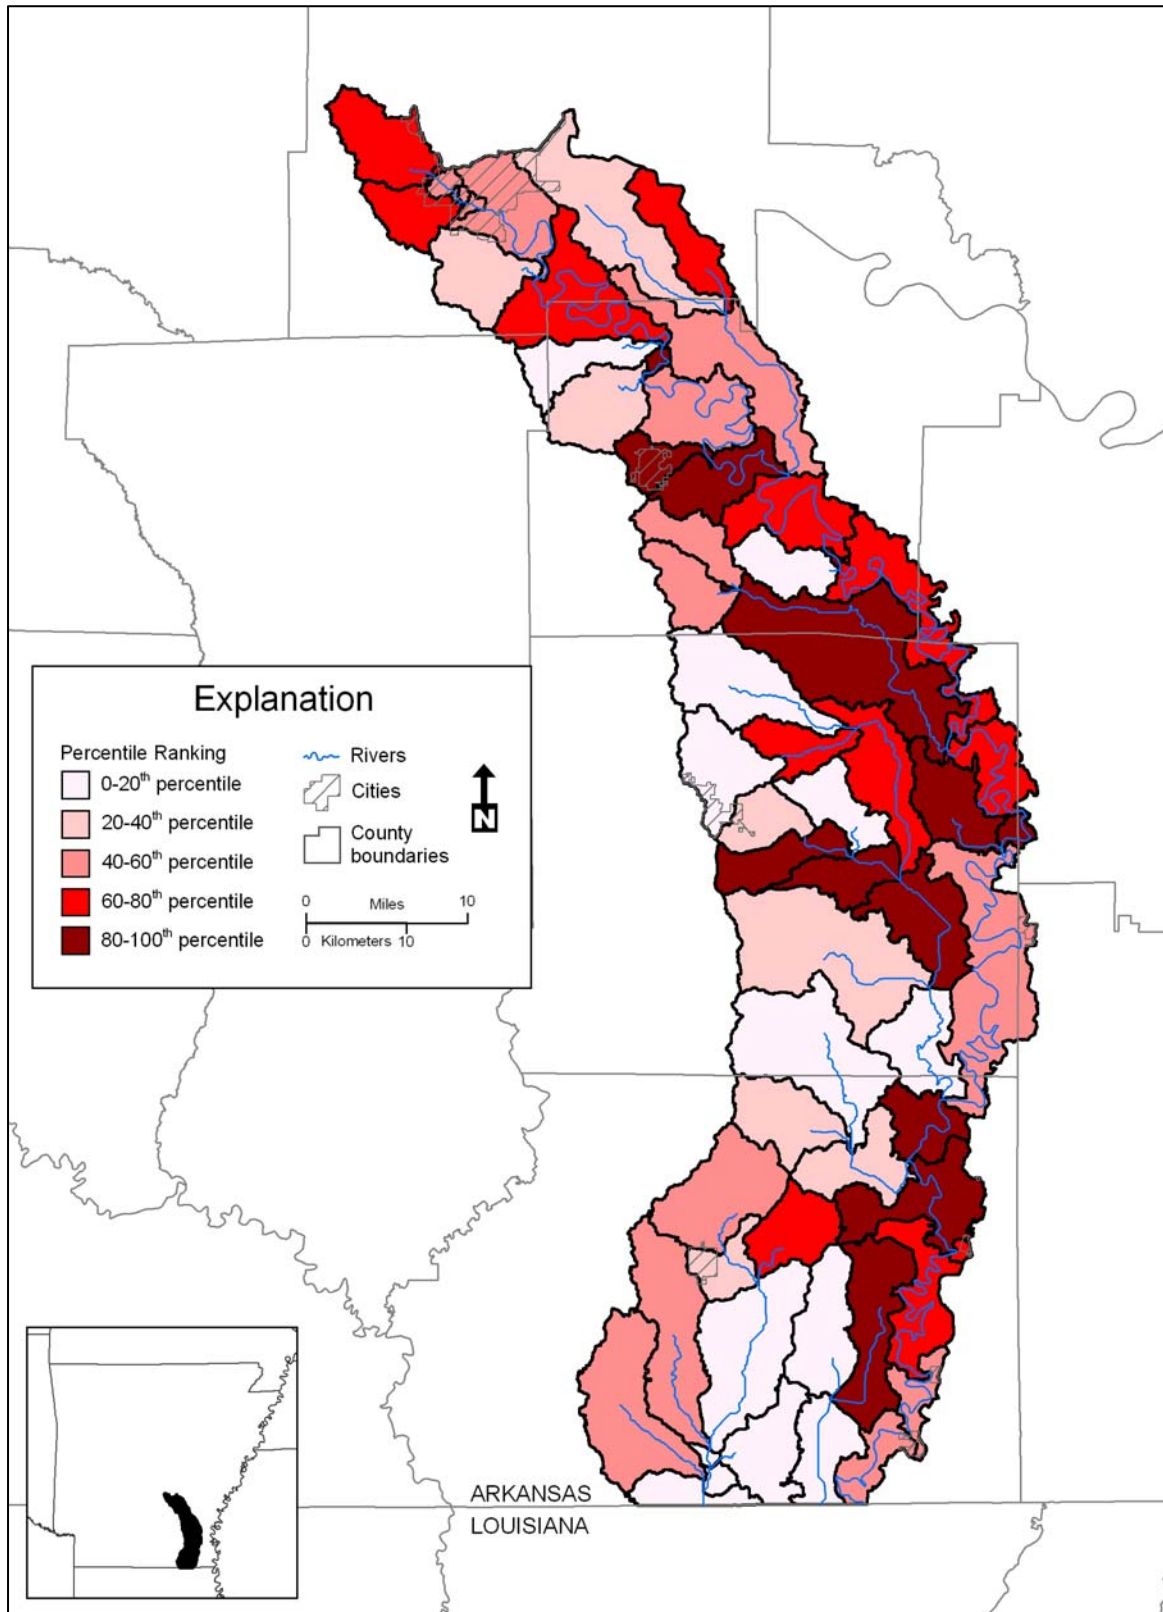 Explanation
Percentile Ranking
0-20th percentile
20-40th percentile
40-60th percentile
60-80th percentile
80-100th percentile
Rivers
Cities
County
boundaries
N
0 Miles 10
0 Kilometers 10
ARKANSAS
LOUISIANA